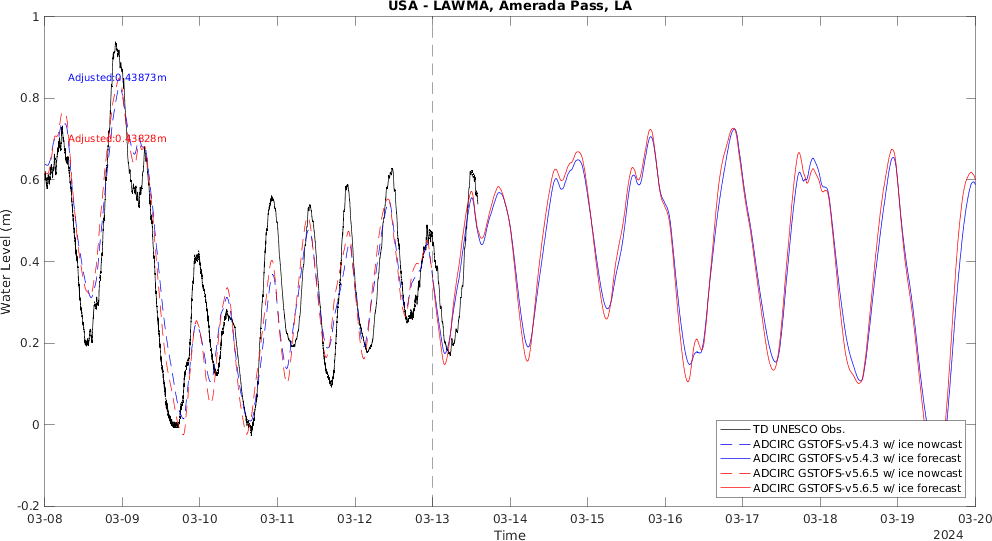 USA - LAWMA, Amerada Pass, LA
1
Adjusted:0.43873m
0.8
Adjusted:0.43828m
0.6
Water Level (m)
0.4
0.2
0
-0.2
TD UNESCO Obs.
ADCIRC GSTOFS-v5.4.3 w/ ice nowcast
ADCIRC GSTOFS-v5.4.3 w/ ice forecast
ADCIRC GSTOFS-v5.6.5 w/ ice nowcast
ADCIRC GSTOFS-v5.6.5 w/ ice forecast
03-08 03-09 03-10 03-11 03-12 03-13 03-14 03-15 03-16 03-17 03-18 03-19 03-20
Time
2024